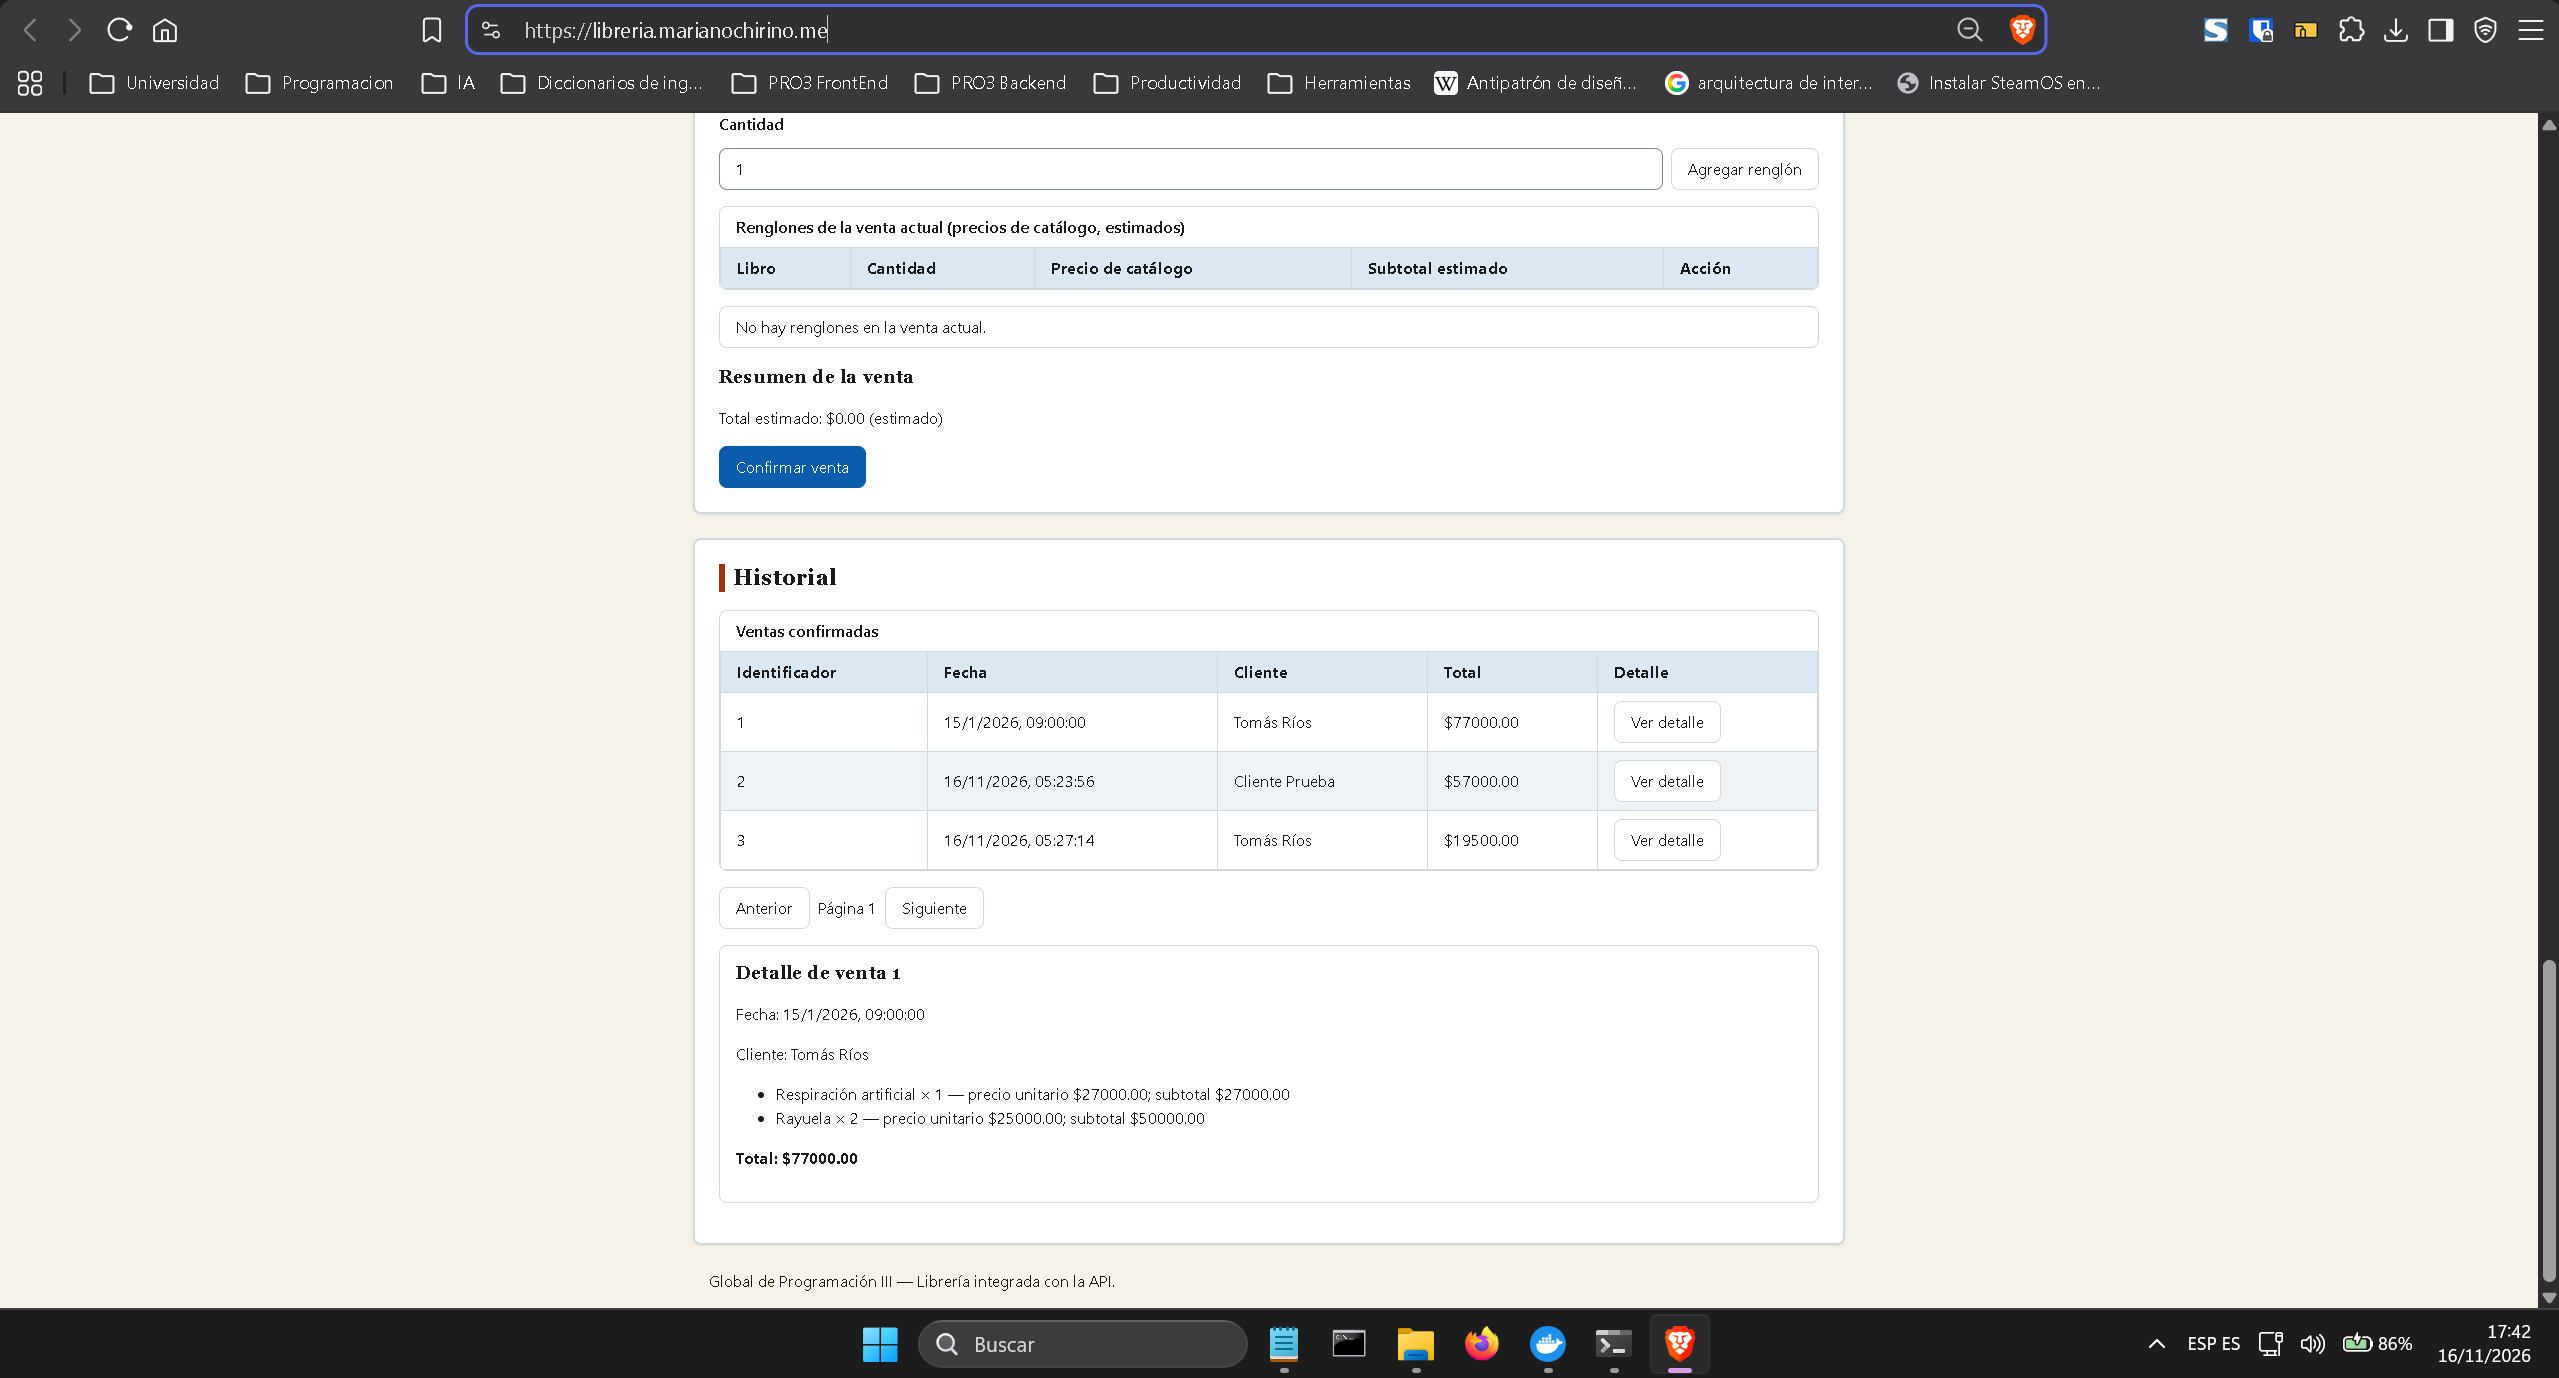 https://libreria.marianochirino.me
Universidad
Programacion
IA
Diccionarios de ing...
PRO3 FrontEnd
PRO3 Backend
Productividad
Herramientas
Antipatrón de diseñ...
arquitectura de inter...
Instalar SteamOS en...
Cantidad
1
Agregar renglón
Renglones de la venta actual (precios de catálogo, estimados)
Libro Cantidad Precio de catálogo Subtotal estimado Acción
No hay renglones en la venta actual.
Resumen de la venta
Total estimado: $0.00 (estimado)
Confirmar venta
Historial
Ventas confirmadas
Identificador Fecha Cliente Total Detalle
1 15/1/2026, 09:00:00 Tomás Ríos $77000.00 Ver detalle
2 16/11/2026, 05:23:56 Cliente Prueba $57000.00 Ver detalle
3 16/11/2026, 05:27:14 Tomás Ríos $19500.00 Ver detalle
Anterior Página 1 Siguiente
Detalle de venta 1
Fecha: 15/1/2026, 09:00:00
Cliente: Tomás Ríos
• Respiración artificial × 1 — precio unitario $27000.00; subtotal $27000.00
• Rayuela × 2 — precio unitario $25000.00; subtotal $50000.00
Total: $77000.00
Global de Programación III — Librería integrada con la API.
Buscar
ESP ES
86%
17:42
16/11/2026